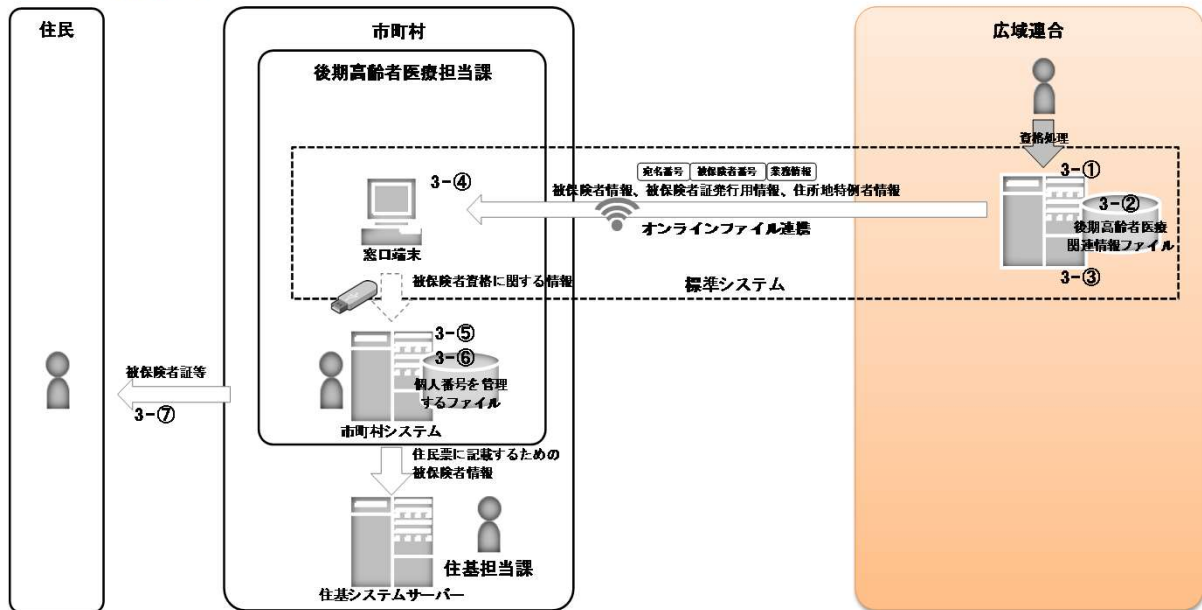 住民
市町村
広域連合
後期高齢者医療担当課
資格処理
宛名番号 被保険者番号 業務情報
被保険者情報、被保険者証発行用情報、住所地特例者情報
オンラインファイル連携
3-①
3-②
後期高齢者医療
関連情報ファイル
3-③
3-④
窓口端末
標準システム
被保険者資格に関する情報
3-⑤
3-⑥
個人番号を管理
するファイル
市町村システム
被保険者証等
3-⑦
住民票に記載するための
被保険者情報
住基担当課
住基システムサーバー